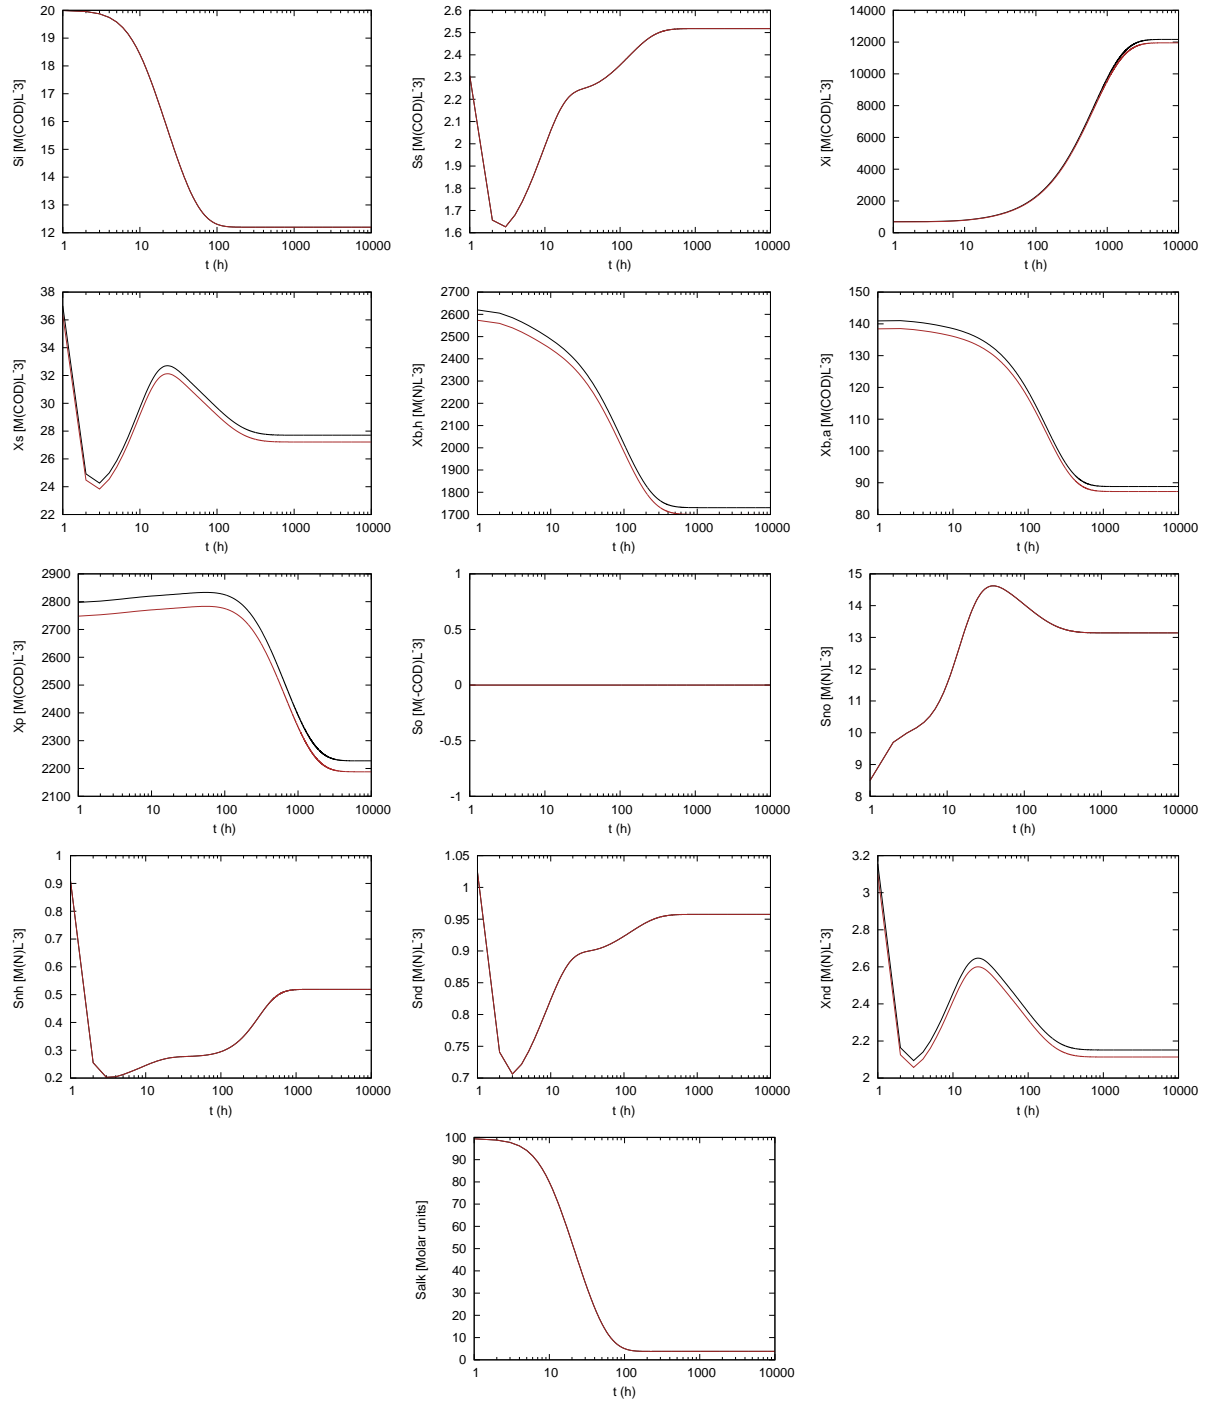 20
19
18
17
16
15
14
13
12
1 10 100 1000 10000
Si [M(COD)L^-3]
t (h)
2.6
2.5
2.4
2.3
2.2
2.1
2
1.9
1.8
1.7
1.6
1 10 100 1000 10000
Ss [M(COD)L^-3]
t (h)
14000
12000
10000
8000
6000
4000
2000
0
1 10 100 1000 10000
Xi [M(COD)L^-3]
t (h)
38
36
34
32
30
28
26
24
22
1 10 100 1000 10000
Xs [M(COD)L^-3]
t (h)
2700
2600
2500
2400
2300
2200
2100
2000
1900
1800
1700
1 10 100 1000 10000
Xb,h [M(N)L^-3]
t (h)
150
140
130
120
110
100
90
80
1 10 100 1000 10000
Xb,a [M(COD)L^-3]
t (h)
2900
2800
2700
2600
2500
2400
2300
2200
2100
1 10 100 1000 10000
Xp [M(COD)L^-3]
t (h)
1
0.5
0
-0.5
-1
1 10 100 1000 10000
So [M(-COD)L^-3]
t (h)
15
14
13
12
11
10
9
8
1 10 100 1000 10000
Sno [M(N)L^-3]
t (h)
1
0.9
0.8
0.7
0.6
0.5
0.4
0.3
0.2
1 10 100 1000 10000
Snh [M(N)L^-3]
t (h)
1.05
1
0.95
0.9
0.85
0.8
0.75
0.7
1 10 100 1000 10000
Snd [M(N)L^-3]
t (h)
3.2
3
2.8
2.6
2.4
2.2
2
1 10 100 1000 10000
Xnd [M(N)L^-3]
t (h)
100
90
80
70
60
50
40
30
20
10
0
1 10 100 1000 10000
Salk [Molar units]
t (h)